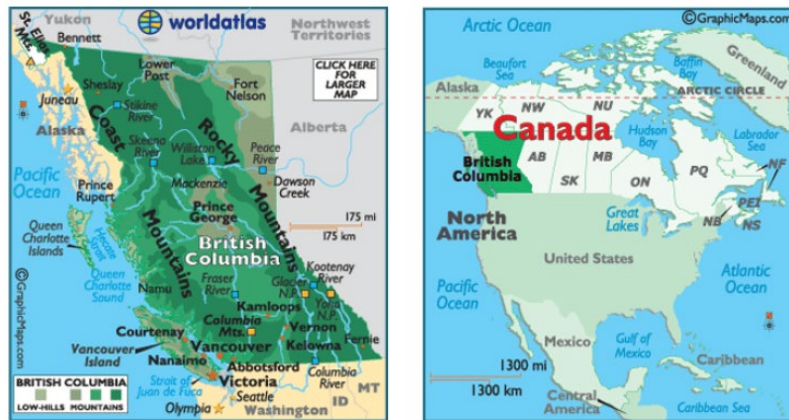 Yukon
worldatlas
Northwest
Territories
St. Elias
Mts.
Bennett
Lower
Post
CLICK HERE
FOR
LARGER
MAP
Sheslay
Fort
Nelson
Juneau
Stikine
River
Alaska
Coast
Rocky
Alberta
Skeena
River
Williston
Lake
Peace
River
Pacific
Ocean
Mackenzie
Dawson
Creek
Prince
Rupert
Prince
George
Mountains
Mountains
175 mi
175 km
Queen
Charlotte
Islands
Hecate
Strait
British
Columbia
Queen
Charlotte
Sound
Namu
Fraser
River
Glacier
N.P.
Kootenay
River
Yoho
N.P.
©GraphicMaps.com
Kamloops
Columbia
Mts.
Vernon
Fernie
Courtenay
Vancouver
Kelowna
Vancouver
Island
Nanaimo
Abbotsford
Columbia
River
BRITISH COLUMBIA
LOW-HILLS
MOUNTAINS
Strait of
Juan de Fuca
Victoria
Seattle
Olympia
Washington
ID
MT
©GraphicMaps.com
Arctic Ocean
Beaufort
Sea
Baffin
Bay
Greenland
Alaska
ARCTIC CIRCLE
YK
NW
NU
Canada
Hudson
Bay
Labrador
Sea
British
Columbia
AB
MB
SK
ON
PQ
NF
PEI
NB
NS
North
America
Great
Lakes
United States
Pacific
Ocean
Atlantic
Ocean
Mexico
Gulf of
Mexico
Caribbean
1300 mi
1300 km
Central
America
Caribbean Sea